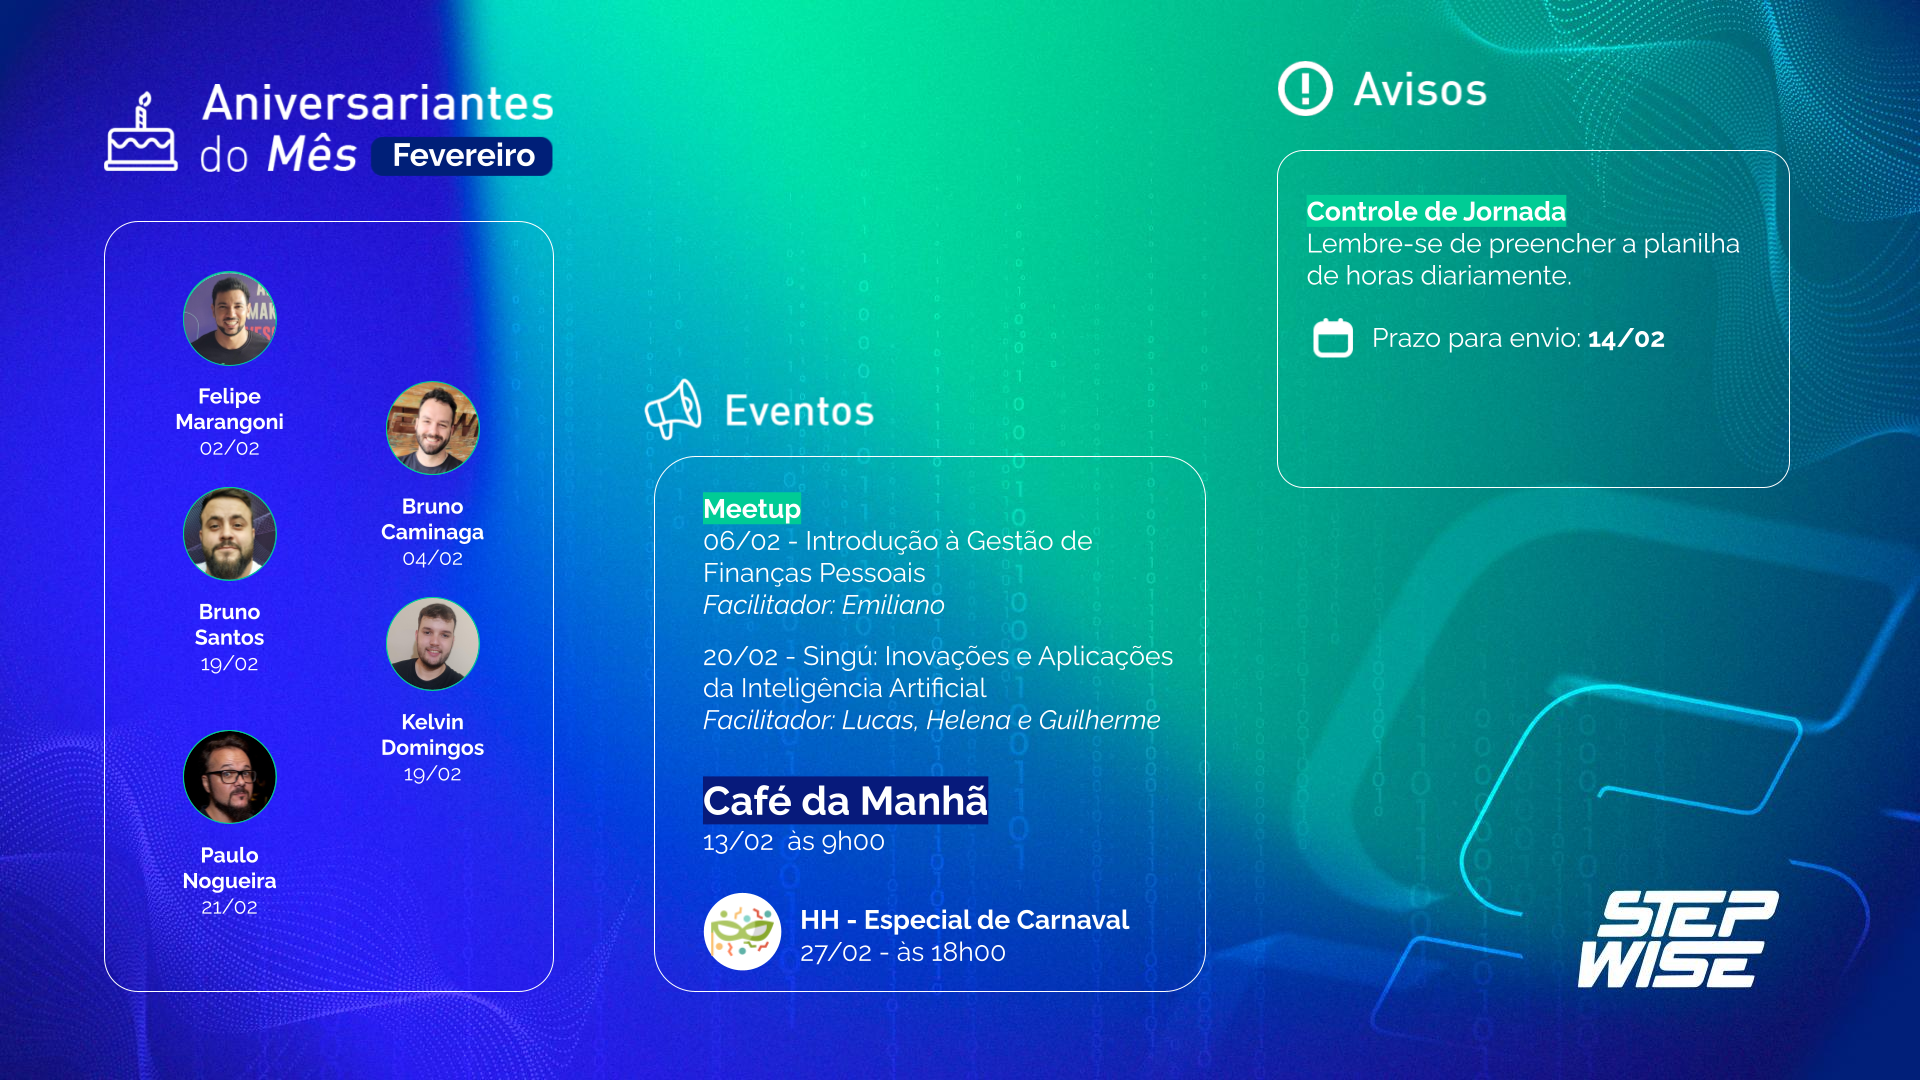 Aniversariantes
do Mês Fevereiro
Felipe
Marangoni
02/02
Bruno
Caminaga
04/02
Bruno
Santos
19/02
Kelvin
Domingos
19/02
Paulo
Nogueira
21/02
Eventos
Meetup
06/02 - Introdução à Gestão de
Finanças Pessoais
Facilitador: Emiliano
20/02 - Singú: Inovações e Aplicações
da Inteligência Artificial
Facilitador: Lucas, Helena e Guilherme
Café da Manhã
13/02 às 9h00
HH - Especial de Carnaval
27/02 - às 18h00
Avisos
Controle de Jornada
Lembre-se de preencher a planilha
de horas diariamente.
Prazo para envio: 14/02
STEP
WISE